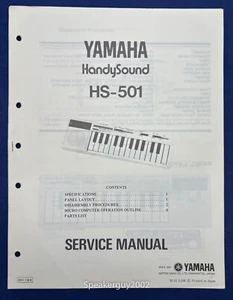 YAMAHA
HandySound
HS-501
CONTENTS
SPECIFICATIONS 1
PANEL LAYOUT
DISASSEMBLY PROCEDURES
MICRO COMPUTER OPERATION OUTLINE
PARTS LIST
SERVICE MANUAL
YAMAHA
Speakerguy2002